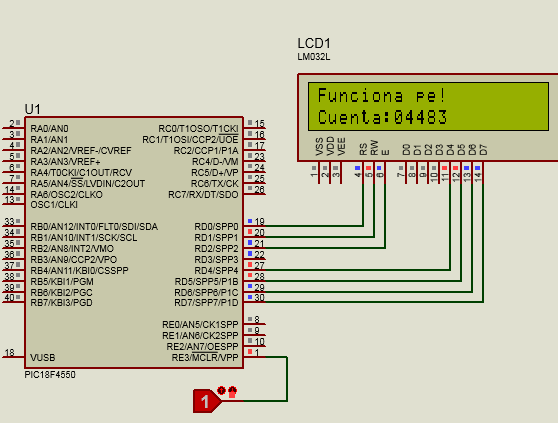 LCD1
LM032L
Funciona pe!
Cuenta:04483
VSS
VDD
VEE
RS
RW
E
D0
D1
D2
D3
D4
D5
D6
D7
1
2
3
4
5
6
7
8
9
10
11
12
13
14
U1
2 RA0/AN0 RC0/T1OSO/T1CKI 15
3 RA1/AN1 RC1/T1OSI/CCP2/UOE 16
4 RA2/AN2/VREF-/CVREF RC2/CCP1/P1A 17
5 RA3/AN3/VREF+ RC4/D-/VM 23
6 RA4/T0CKI/C1OUT/RCV RC5/D+/VP 24
7 RA5/AN4/SS/LVDIN/C2OUT RC6/TX/CK 25
14 RA6/OSC2/CLKO RC7/RX/DT/SDO 26
13 OSC1/CLKI
33 RB0/AN12/INT0/FLT0/SDI/SDA RD0/SPP0 19
34 RB1/AN10/INT1/SCK/SCL RD1/SPP1 20
35 RB2/AN8/INT2/VMO RD2/SPP2 21
36 RB3/AN9/CCP2/VPO RD3/SPP3 22
37 RB4/AN11/KBI0/CSSPP RD4/SPP4 27
38 RB5/KBI1/PGM RD5/SPP5/P1B 28
39 RB6/KBI2/PGC RD6/SPP6/P1C 29
40 RB7/KBI3/PGD RD7/SPP7/P1D 30
RE0/AN5/CK1SPP 8
RE1/AN6/CK2SPP 9
RE2/AN7/OESPP 10
18 VUSB RE3/MCLR/VPP 1
PIC18F4550
1